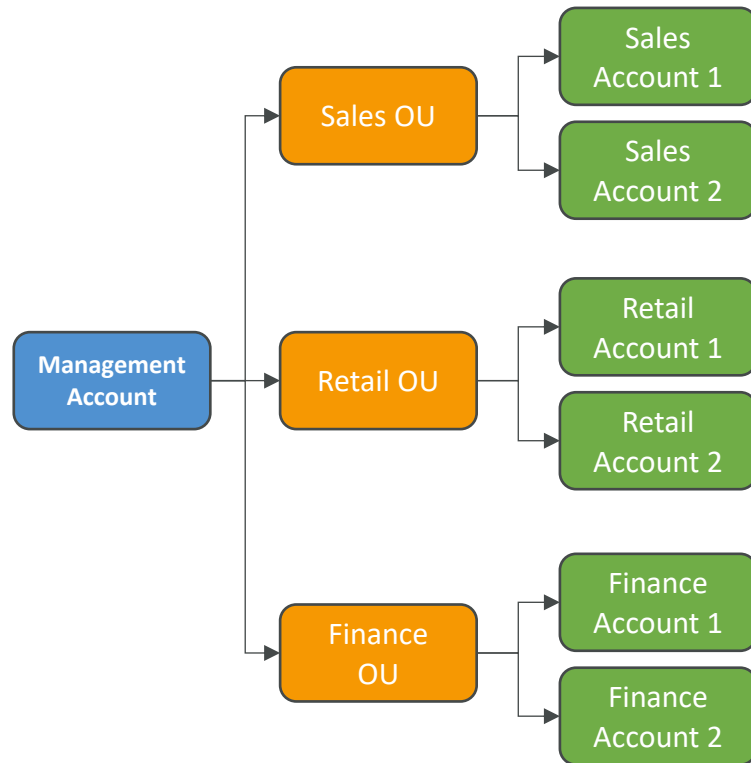 Sales
Account 1
Sales OU
Sales
Account 2
Retail
Account 1
Management
Account
Retail OU
Retail
Account 2
Finance
Account 1
Finance
OU
Finance
Account 2